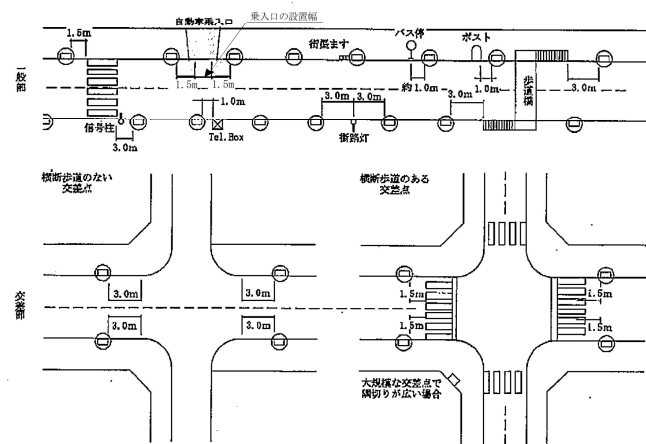 自動車乗入口
乗入口の設置幅
1.5m
街渠ます
バス停
ポスト
一般部
1.5m
1.5m
約1.0m
1.0m
歩道橋
3.0m
信号柱
3.0m
1.0m
Tel.Box
3.0m
3.0m
街路灯
3.0m
横断歩道のない
交差点
横断歩道のある
交差点
交差部
3.0m
3.0m
3.0m
3.0m
1.5m
1.5m
1.5m
1.5m
大規模な交差点で
隅切りが広い場合